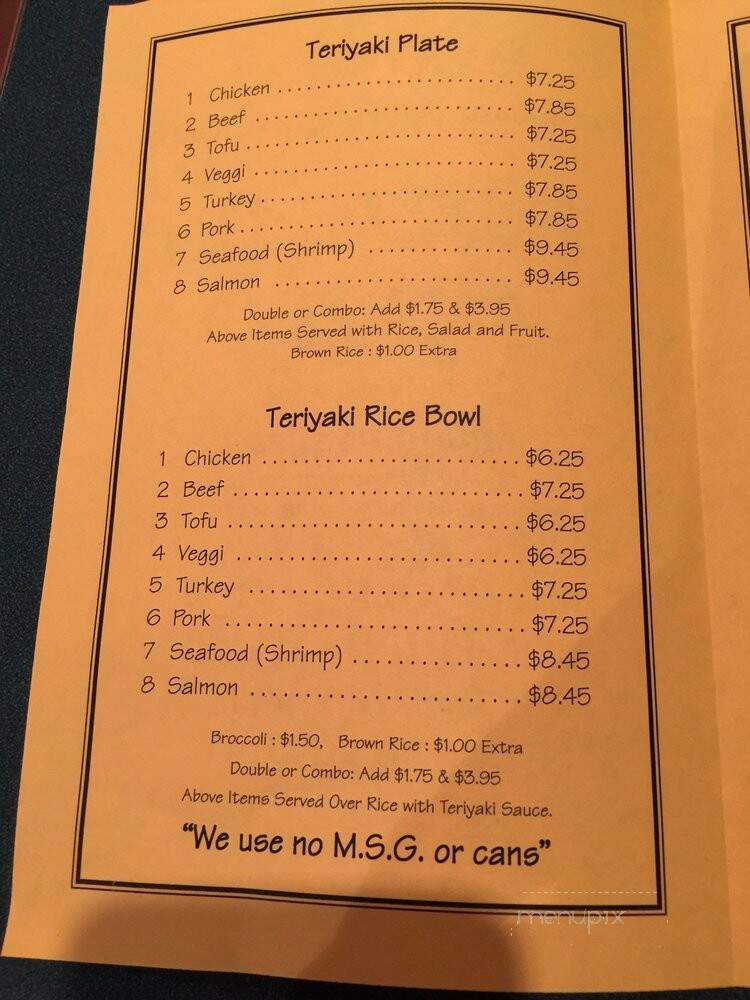 Teriyaki Plate
1 Chicken ........................ $7.25
2 Beef ........................ $7.85
3 Tofu ........................ $7.25
4 Veggi ........................ $7.25
5 Turkey ........................ $7.85
6 Pork ........................ $7.85
7 Seafood (Shrimp) ............. $9.45
8 Salmon ...................... $9.45
Double or Combo: Add $1.75 & $3.95
Above Items Served with Rice, Salad and Fruit.
Brown Rice : $1.00 Extra
Teriyaki Rice Bowl
1 Chicken ........................ $6.25
2 Beef ........................ $7.25
3 Tofu ........................ $6.25
4 Veggi ........................ $6.25
5 Turkey ........................ $7.25
6 Pork ........................ $7.25
7 Seafood (Shrimp) ............. $8.45
8 Salmon ...................... $8.45
Broccoli : $1.50, Brown Rice : $1.00 Extra
Double or Combo: Add $1.75 & $3.95
Above Items Served Over Rice with Teriyaki Sauce.
"We use no M.S.G. or cans"
menupix